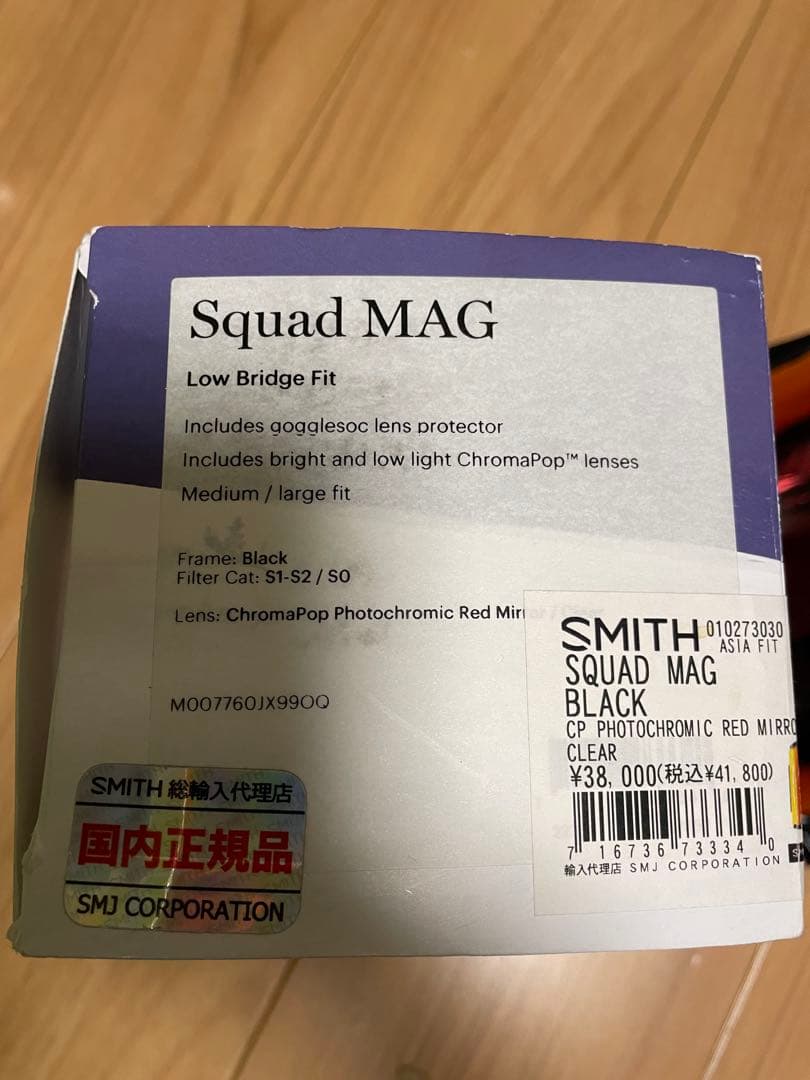 Squad MAG
Low Bridge Fit
Includes gogglesoc lens protector
Includes bright and low light ChromaPop™ lenses
Medium / large fit
Frame: Black
Filter Cat: S1-S2 / S0
Lens: ChromaPop Photochromic Red Mirror / Clear
M007760JX99OQ
SMITH 総輸入代理店
国内正規品
SMJ CORPORATION
SMITH 010273030
ASIA FIT
SQUAD MAG
BLACK
CP PHOTOCHROMIC RED MIRRO
CLEAR
¥38,000(税込¥41,800)
7 16736 73334 0
輸入代理店 SMJ CORPORATION